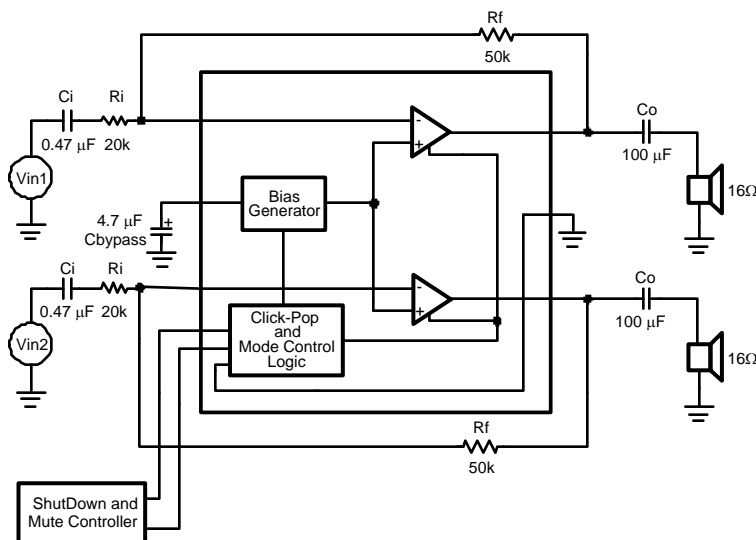 Rf
50k
Ci
Ri
0.47 µF
20k
Vin1
-
+
Co
100 µF
16Ω
Bias
Generator
4.7 µF
+
Cbypass
Ci
Ri
0.47 µF
20k
Vin2
-
+
Click-Pop
and
Mode Control
Logic
Co
100 µF
16Ω
Rf
50k
ShutDown and
Mute Controller